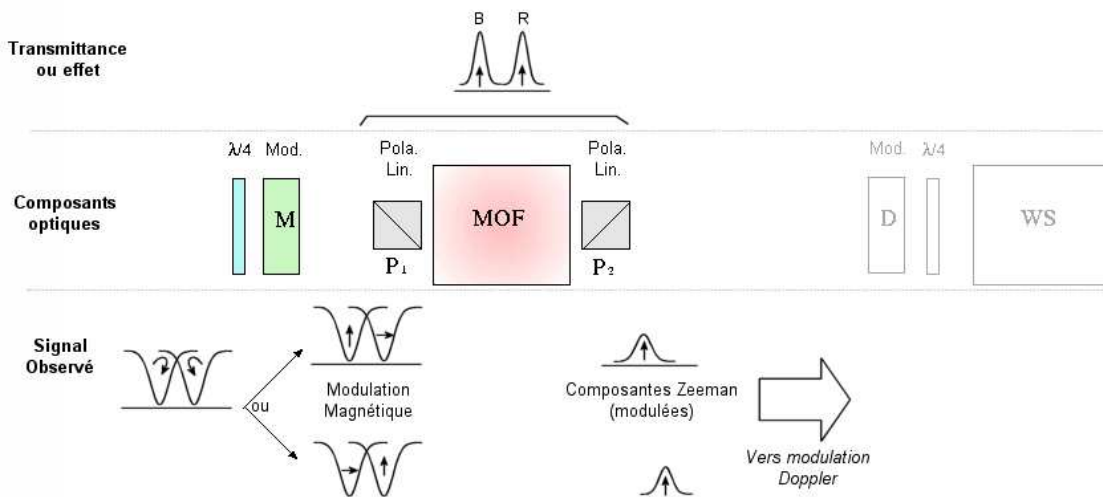 B R
Transmittance
ou effet
λ/4 Mod. Pola. Lin. Pola. Lin. Mod. λ/4
Composants
optiques
M MOF D WS
P1 P2
Signal
Observé
ou
Modulation
Magnétique
Composantes Zeeman
(modulées)
Vers modulation
Doppler